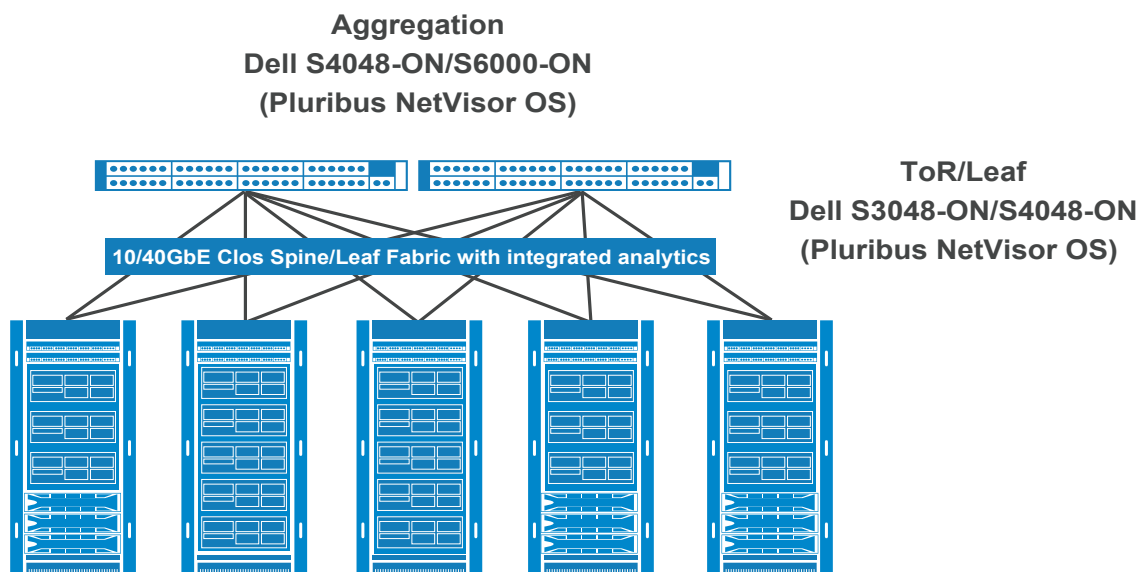 Aggregation
Dell S4048-ON/S6000-ON
(Pluribus NetVisor OS)
ToR/Leaf
Dell S3048-ON/S4048-ON
(Pluribus NetVisor OS)
10/40GbE Clos Spine/Leaf Fabric with integrated analytics